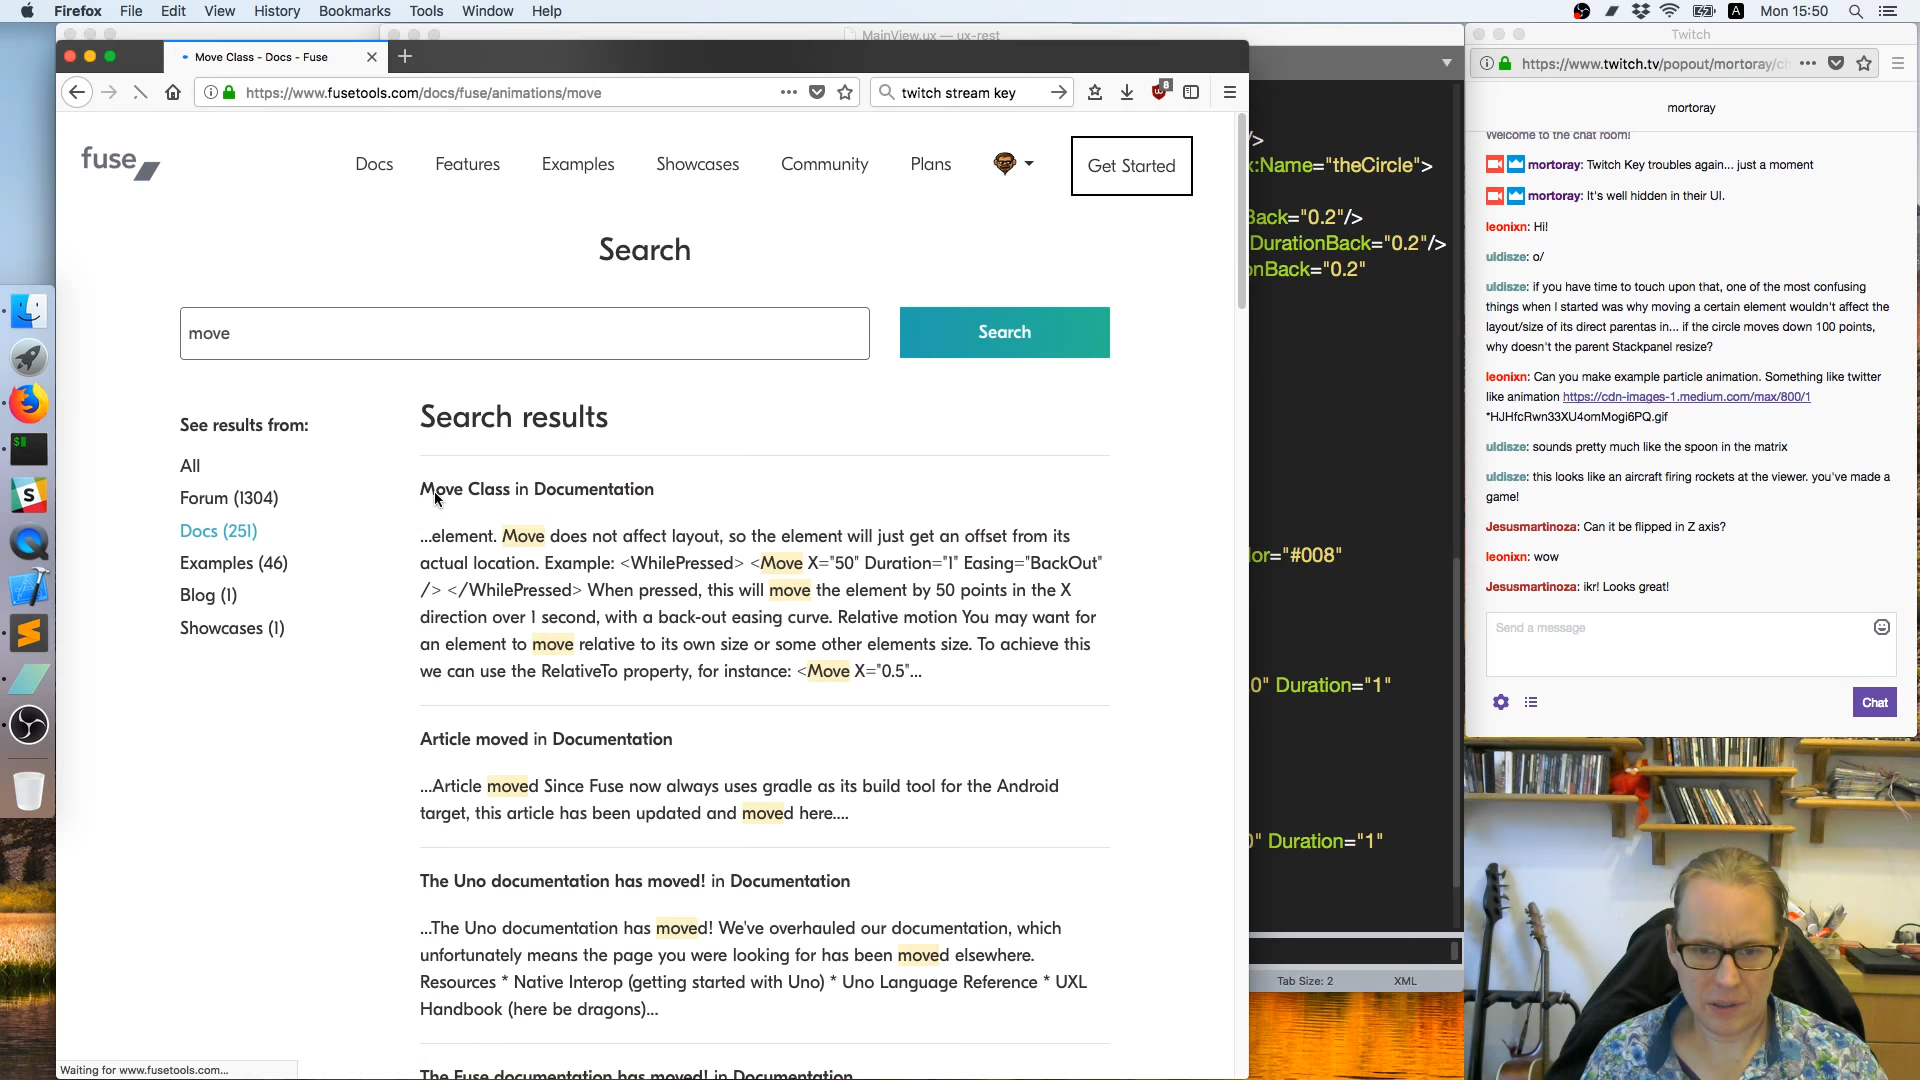 Firefox File Edit View History Bookmarks Tools Window Help
A Mon 15:50
MainView.ux — ux-rest
Twitch
Move Class - Docs - Fuse
https://www.fusetools.com/docs/fuse/animations/move
twitch stream key
8
https://www.twitch.tv/popout/mortoray/ch
fuse
Docs Features Examples Showcases Community Plans Get Started
Search
move
Search
See results from:
All
Forum (1304)
Docs (251)
Examples (46)
Blog (1)
Showcases (1)
Search results
Move Class in Documentation
...element. Move does not affect layout, so the element will just get an offset from its
actual location. Example: <WhilePressed> <Move X="50" Duration="1" Easing="BackOut"
/> </WhilePressed> When pressed, this will move the element by 50 points in the X
direction over 1 second, with a back-out easing curve. Relative motion You may want for
an element to move relative to its own size or some other elements size. To achieve this
we can use the RelativeTo property, for instance: <Move X="0.5"...
Article moved in Documentation
...Article moved Since Fuse now always uses gradle as its build tool for the Android
target, this article has been updated and moved here....
The Uno documentation has moved! in Documentation
...The Uno documentation has moved! We've overhauled our documentation, which
unfortunately means the page you were looking for has been moved elsewhere.
Resources * Native Interop (getting started with Uno) * Uno Language Reference * UXL
Handbook (here be dragons)...
The Fuse documentation has moved! in Documentation
Waiting for www.fusetools.com...
/>
:Name="theCircle">
Back="0.2"/>
DurationBack="0.2"/>
nBack="0.2"
lor="#008"
0" Duration="1"
" Duration="1"
Tab Size: 2 XML
mortoray
Welcome to the chat room!
mortoray: Twitch Key troubles again... just a moment
mortoray: It's well hidden in their UI.
leonixn: Hi!
uldisze: o/
uldisze: if you have time to touch upon that, one of the most confusing
things when I started was why moving a certain element wouldn't affect the
layout/size of its direct parentas in... if the circle moves down 100 points,
why doesn't the parent Stackpanel resize?
leonixn: Can you make example particle animation. Something like twitter
like animation https://cdn-images-1.medium.com/max/800/1
*HJHfcRwn33XU4omMogi6PQ.gif
uldisze: sounds pretty much like the spoon in the matrix
uldisze: this looks like an aircraft firing rockets at the viewer. you've made a
game!
Jesusmartinoza: Can it be flipped in Z axis?
leonixn: wow
Jesusmartinoza: ikr! Looks great!
Send a message
Chat